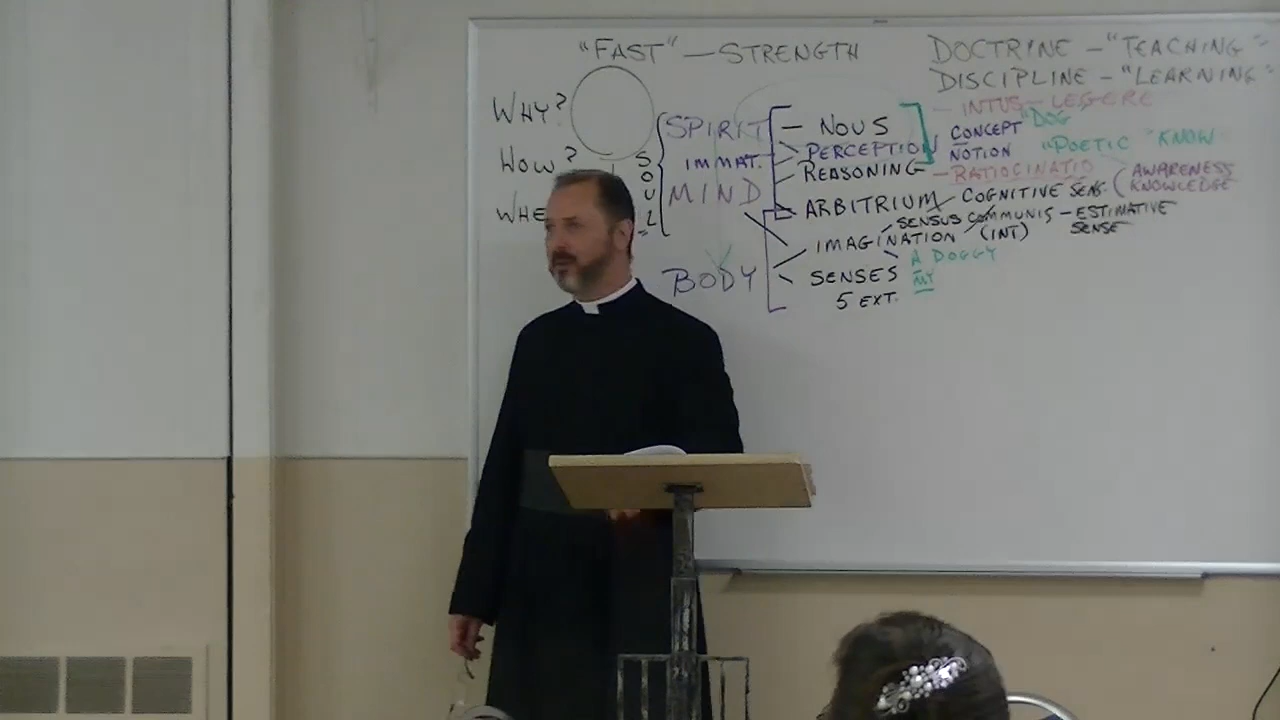 "FAST" — STRENGTH
DOCTRINE – "TEACHING"
DISCIPLINE – "LEARNING"
WHY?
HOW?
WHE
SOUL
SPIRIT
IMMAT.
MIND
BODY
— NOUS
PERCEPTION
REASONING
ARBITRIUM
IMAGINATION (INT)
SENSES
5 EXT.
– INTUS – LEGERE
CONCEPT "DOG
NOTION
"POETIC "KNOW
– RATIOCINATIO
AWARENESS
KNOWLEDGE
COGNITIVE SENS.
SENSUS COMMUNIS – ESTIMATIVE
SENSE
A DOGGY
MY